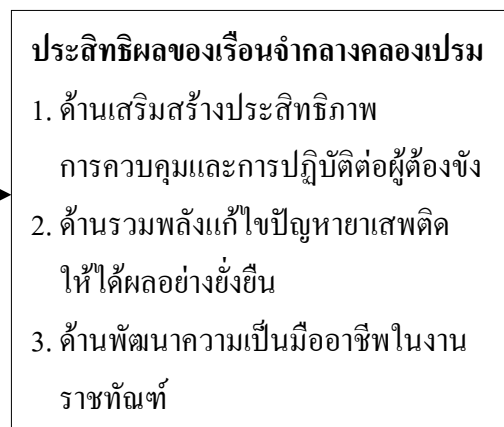 ประสิทธิผลของเรือนจำกลางคลองเปรม
1. ด้านเสริมสร้างประสิทธิภาพ
การควบคุมและการปฏิบัติต่อผู้ต้องขัง
2. ด้านรวมพลังแก้ไขปัญหายาเสพติด
ให้ได้ผลอย่างยั่งยืน
3. ด้านพัฒนาความเป็นมืออาชีพในงาน
ราชทัณฑ์